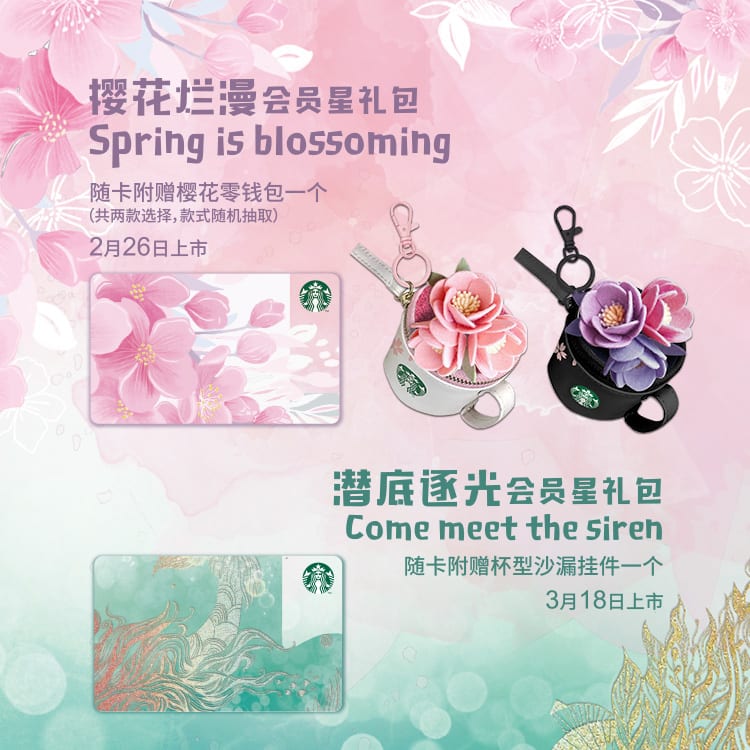 樱花烂漫会员星礼包
Spring is blossoming
随卡附赠樱花零钱包一个
(共两款选择,款式随机抽取)
2月26日上市
潜底逐光会员星礼包
Come meet the siren
随卡附赠杯型沙漏挂件一个
3月18日上市